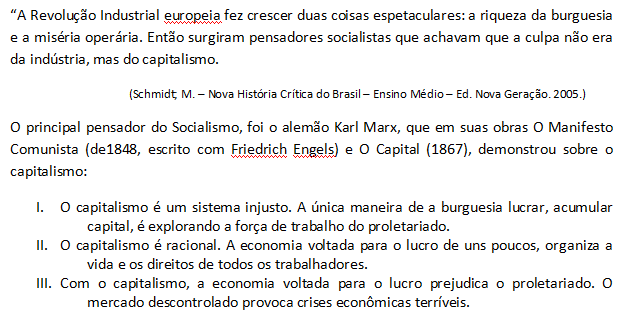 “A Revolução Industrial europeia fez crescer duas coisas espetaculares: a riqueza da burguesia
e a miséria operária. Então surgiram pensadores socialistas que achavam que a culpa não era
da indústria, mas do capitalismo.
(Schmidt, M. – Nova História Crítica do Brasil – Ensino Médio – Ed. Nova Geração. 2005.)
O principal pensador do Socialismo, foi o alemão Karl Marx, que em suas obras O Manifesto
Comunista (de1848, escrito com Friedrich Engels) e O Capital (1867), demonstrou sobre o
capitalismo:
I. O capitalismo é um sistema injusto. A única maneira de a burguesia lucrar, acumular
capital, é explorando a força de trabalho do proletariado.
II. O capitalismo é racional. A economia voltada para o lucro de uns poucos, organiza a
vida e os direitos de todos os trabalhadores.
III. Com o capitalismo, a economia voltada para o lucro prejudica o proletariado. O
mercado descontrolado provoca crises econômicas terríveis.